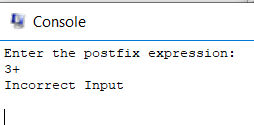 Console
Enter the postfix expression:
3+
Incorrect Input